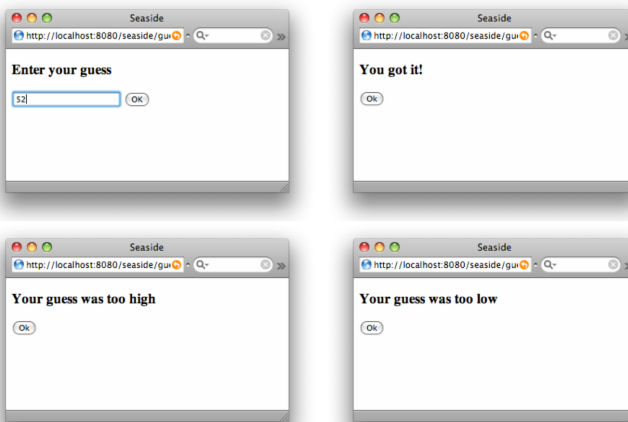 Seaside
http://localhost:8080/seaside/gu
Enter your guess
52
OK
Seaside
http://localhost:8080/seaside/gu
You got it!
Ok
Seaside
http://localhost:8080/seaside/gu
Your guess was too high
Ok
Seaside
http://localhost:8080/seaside/gu
Your guess was too low
Ok